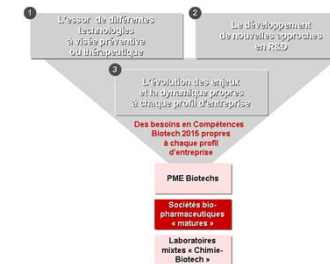 1
L'essor de différentes
technologies
à visée préventive
ou thérapeutique
2
Le développement
de nouvelles approches
en R&D
3
L'évolution des enjeux
et la dynamique propres
à chaque profil d'entreprise
Des besoins en Compétences
Biotech 2015 propres
à chaque profil
d'entreprise
PME Biotechs
Sociétés bio-
pharmaceutiques
« matures »
Laboratoires
mixtes « Chimie-
Biotech »